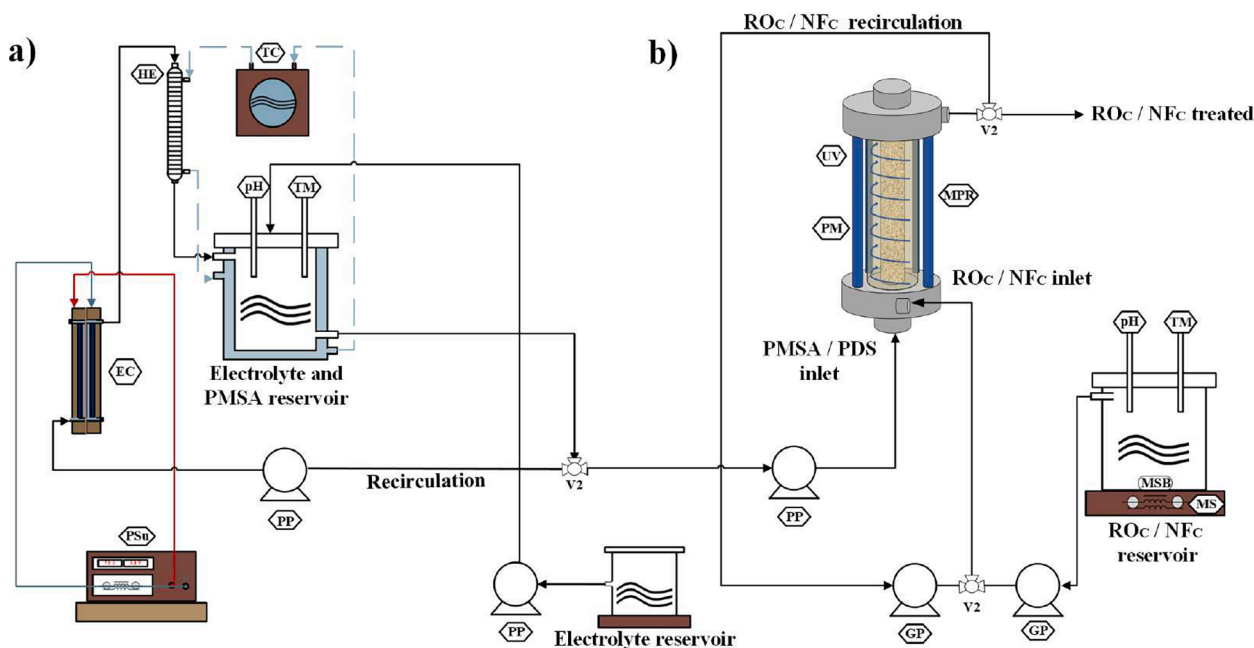 a)
HE
TC
pH
TM
EC
Electrolyte and
PMSA reservoir
Recirculation
PP
V2
PSu
PP
Electrolyte reservoir
b)
ROC / NFC recirculation
V2
ROC / NFC treated
UV
MPR
PM
ROC / NFC inlet
PMSA / PDS
inlet
PP
pH
TM
MSB
MS
ROC / NFC
reservoir
GP
V2
GP